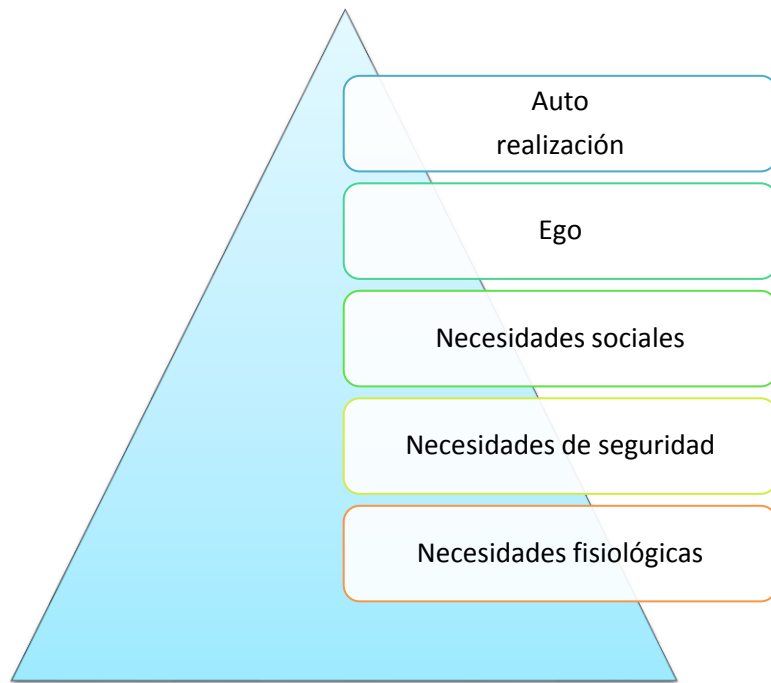 Auto
realización
Ego
Necesidades sociales
Necesidades de seguridad
Necesidades fisiológicas